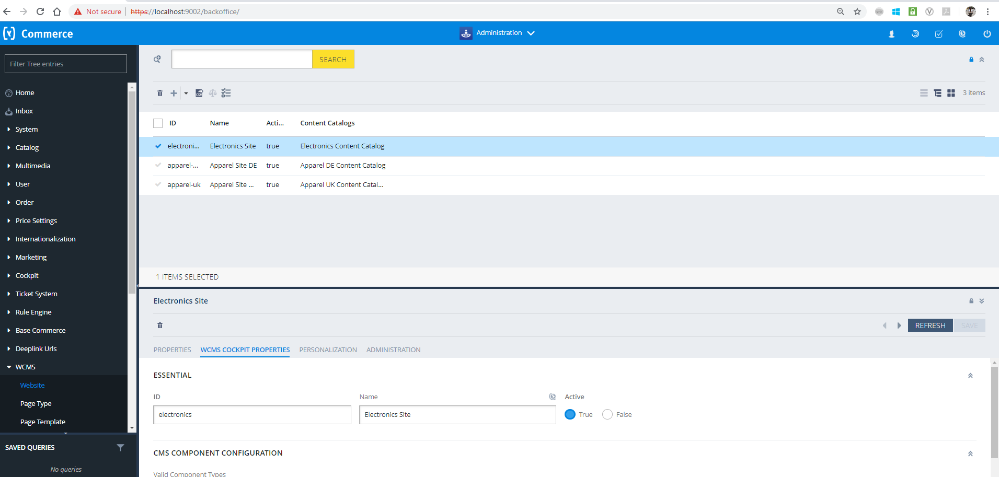 Not secure | https://localhost:9002/backoffice/
Commerce
Administration
Filter Tree entries
Home
Inbox
System
Catalog
Multimedia
User
Order
Price Settings
Internationalization
Marketing
Cockpit
Ticket System
Rule Engine
Base Commerce
Deeplink Urls
WCMS
Website
Page Type
Page Template
SAVED QUERIES
No queries
SEARCH
3 items
ID Name Acti... Content Catalogs
electroni... Electronics Site true Electronics Content Catalog
apparel-... Apparel Site DE true Apparel DE Content Catalog
apparel-uk Apparel Site ... true Apparel UK Content Catal...
1 ITEMS SELECTED
Electronics Site
REFRESH SAVE
PROPERTIES WCMS COCKPIT PROPERTIES PERSONALIZATION ADMINISTRATION
ESSENTIAL
ID Name Active
electronics Electronics Site True False
CMS COMPONENT CONFIGURATION
Valid Component Types